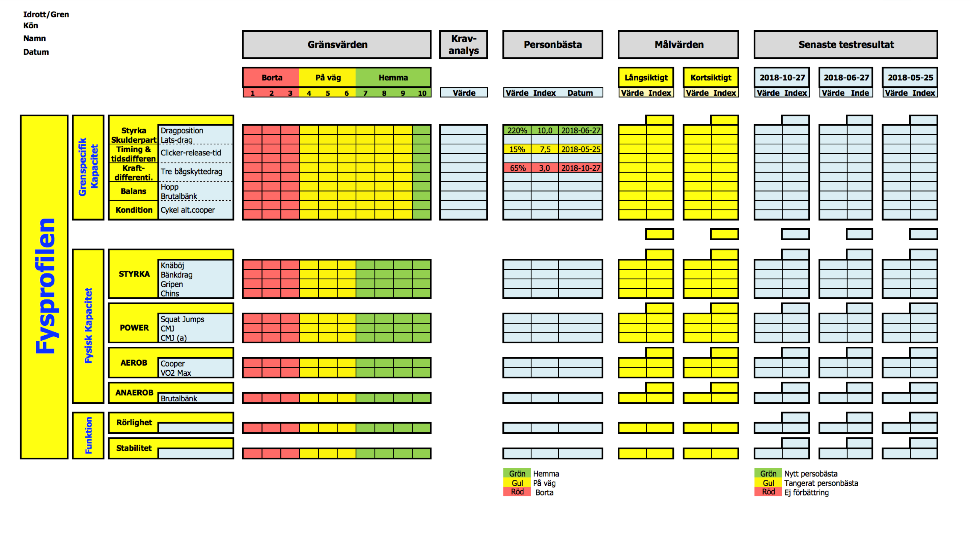 Idrott/Gren
Kön
Namn
Datum
Gränsvärden
Krav-
analys
Personbästa
Målvärden
Senaste testresultat
Borta På väg Hemma
Långsiktigt Kortsiktigt
2018-10-27 2018-06-27 2018-05-25
1 2 3 4 5 6 7 8 9 10
Värde
Värde Index Datum
Värde Index Värde Index
Värde Index Värde Inde Värde Index
Fysprofilen
Grenspecifik
Kapacitet
Styrka Dragposition 220% 10,0 2018-06-27
Skulderpart. Lats-drag
Timing & Clicker-release-tid 15% 7,5 2018-05-25
tidsdifferen
Kraft- Tre bågskyttedrag 65% 3,0 2018-10-27
differenti.
Balans Hopp
Brutalbänk
Kondition Cykel alt.cooper
Fysisk Kapacitet
STYRKA
Knäböj
Bänkdrag
Gripen
Chins
POWER
Squat Jumps
CMJ
CMJ (a)
AEROB
Cooper
VO2 Max
ANAEROB
Brutalbänk
Funktion
Rörlighet
Stabilitet
Grön Hemma
Gul På väg
Röd Borta
Grön Nytt persobästa
Gul Tangerat personbästa
Röd Ej förbättring